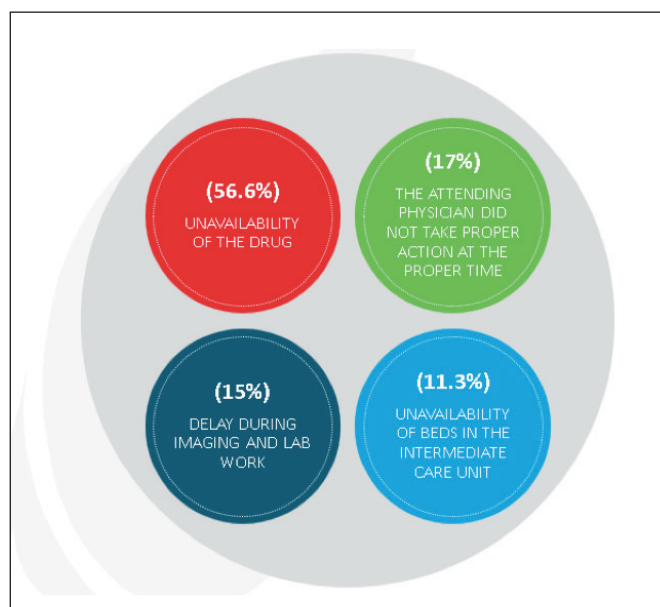 (56.6%)
UNAVAILABILITY
OF THE DRUG
(17%)
THE ATTENDING
PHYSICIAN DID
NOT TAKE PROPER
ACTION AT THE
PROPER TIME
(15%)
DELAY DURING
IMAGING AND LAB
WORK
(11.3%)
UNAVAILABILITY
OF BEDS IN THE
INTERMEDIATE
CARE UNIT